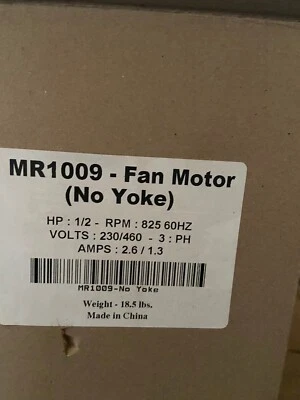 MR1009 - Fan Motor
(No Yoke)
HP : 1/2 - RPM : 825 60HZ
VOLTS : 230/460 - 3 : PH
AMPS : 2.6 / 1.3
MR1009-No Yoke
Weight - 18.5 lbs.
Made in China